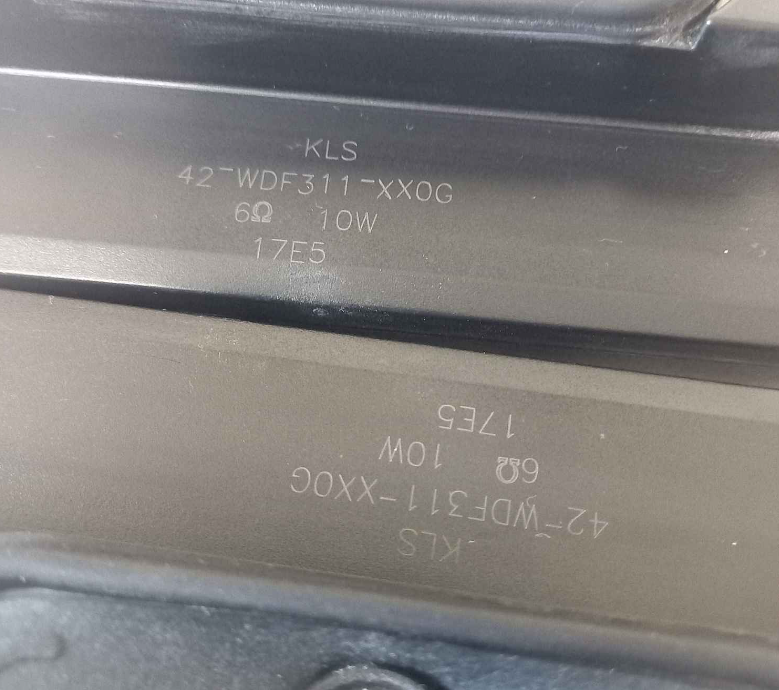 KLS
42-WDF311-XX0G
6Ω 10W
17E5
KLS
42-WDF311-XX0G
6Ω 10W
17E5